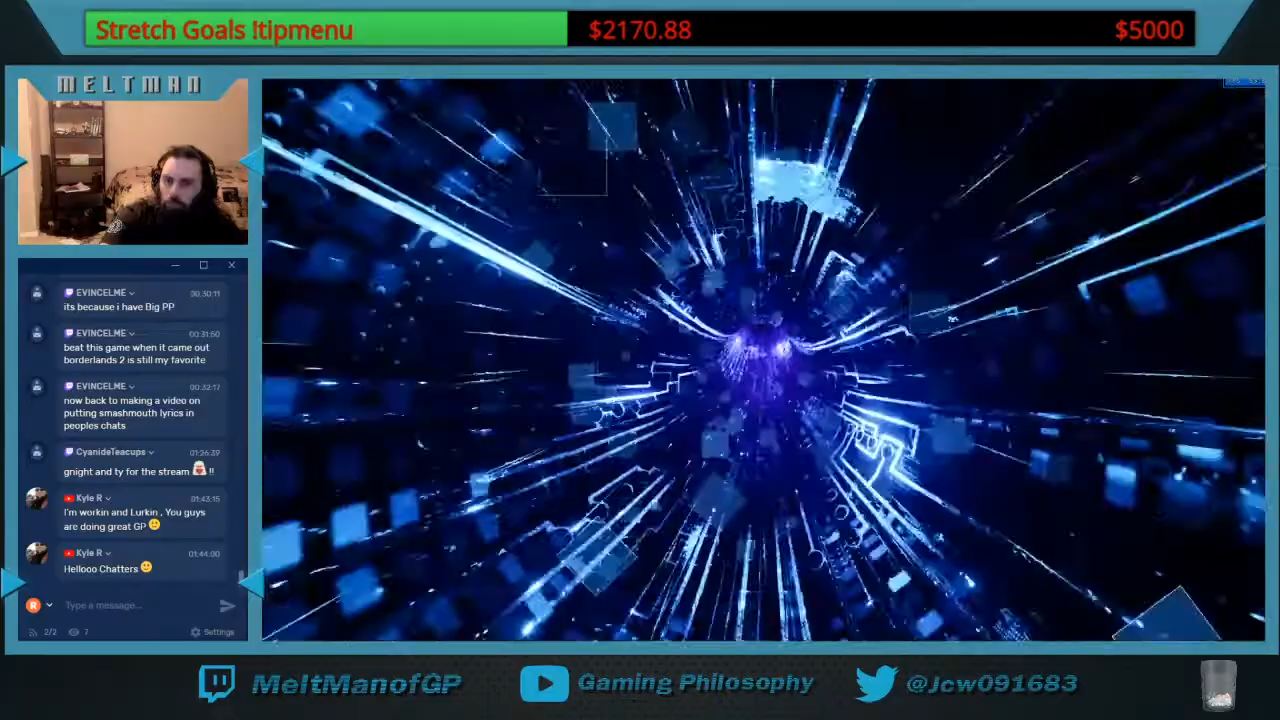 Stretch Goals !tipmenu
$2170.88
$5000
MELTMAN
EVINCELME
00:30:11
its because i have Big PP
EVINCELME
00:31:50
beat this game when it came out
borderlands 2 is still my favorite
EVINCELME
00:32:17
now back to making a video on
putting smashmouth lyrics in
peoples chats
CyanideTeacups
01:26:39
gnight and ty for the stream !!
Kyle R
01:43:15
I'm workin and Lurkin , You guys
are doing great GP
Kyle R
01:44:00
Hellooo Chatters
R
Type a message...
2/2
7
Settings
MeltManofGP
Gaming Philosophy
@Jcw091683